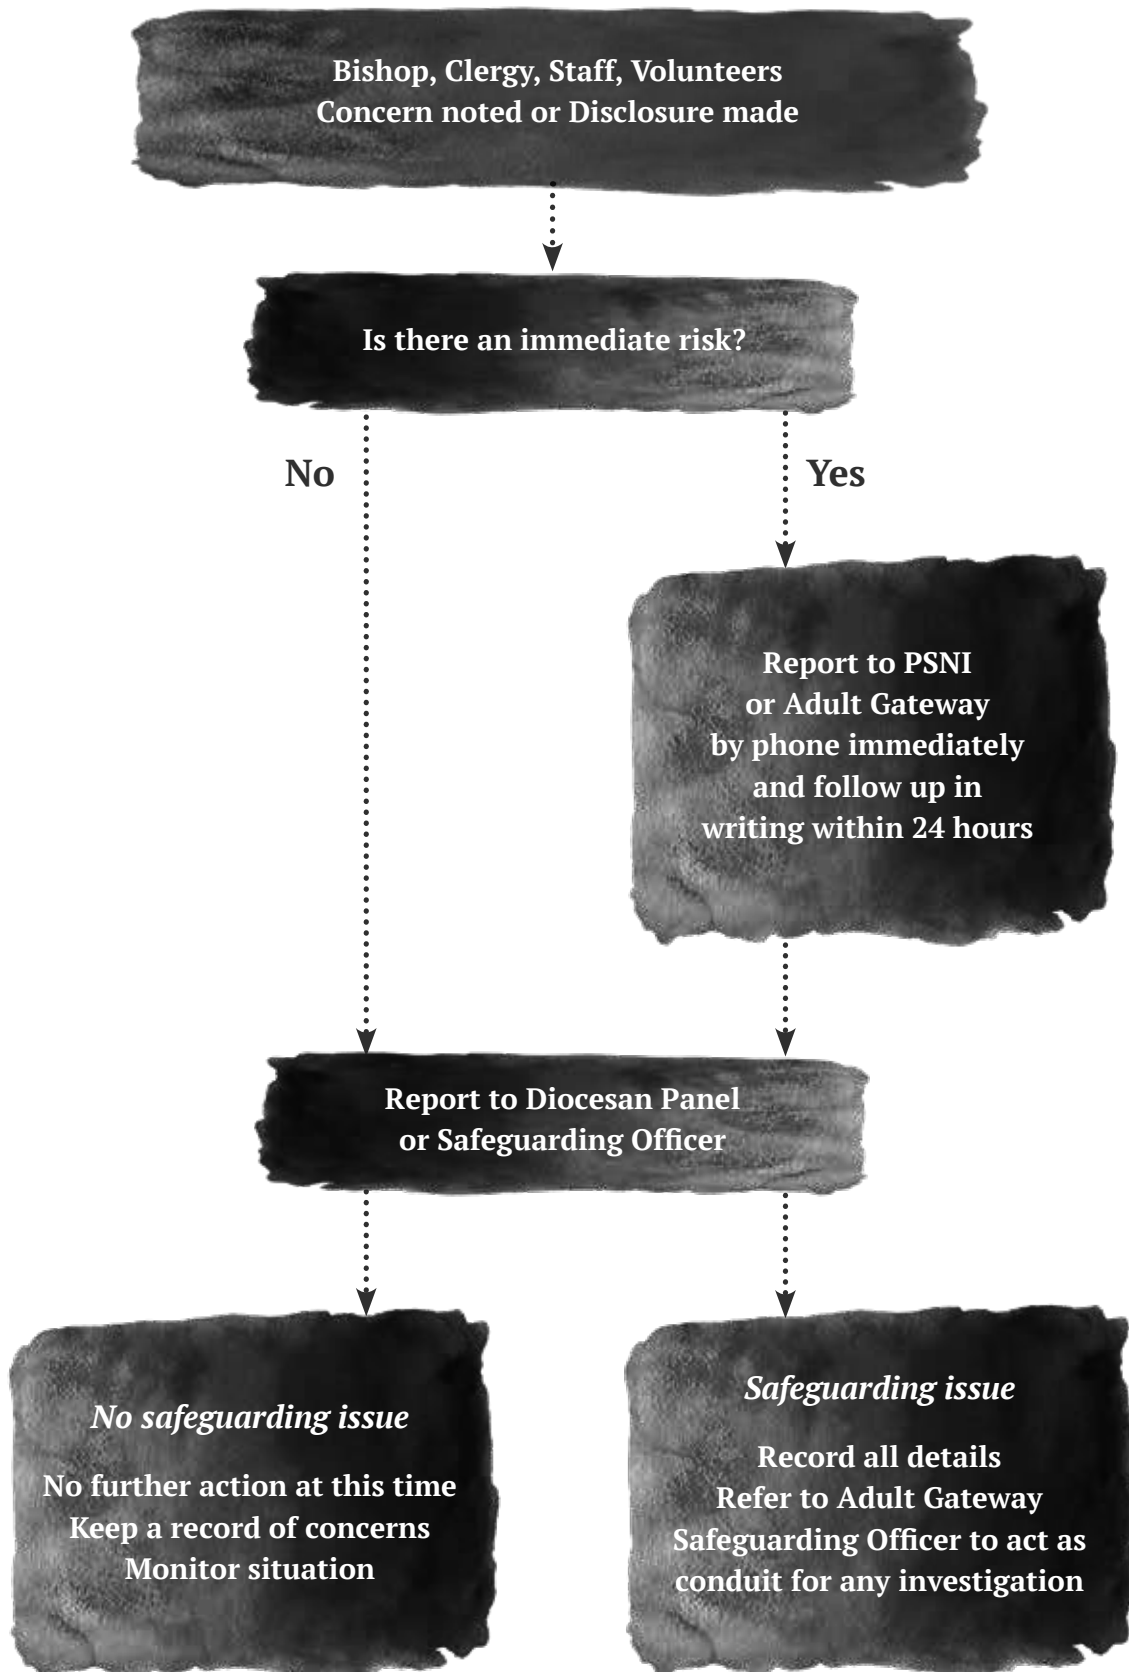 Bishop, Clergy, Staff, Volunteers
Concern noted or Disclosure made
Is there an immediate risk?
No
Yes
Report to PSNI
or Adult Gateway
by phone immediately
and follow up in
writing within 24 hours
Report to Diocesan Panel
or Safeguarding Officer
No safeguarding issue
No further action at this time
Keep a record of concerns
Monitor situation
Safeguarding issue
Record all details
Refer to Adult Gateway
Safeguarding Officer to act as
conduit for any investigation